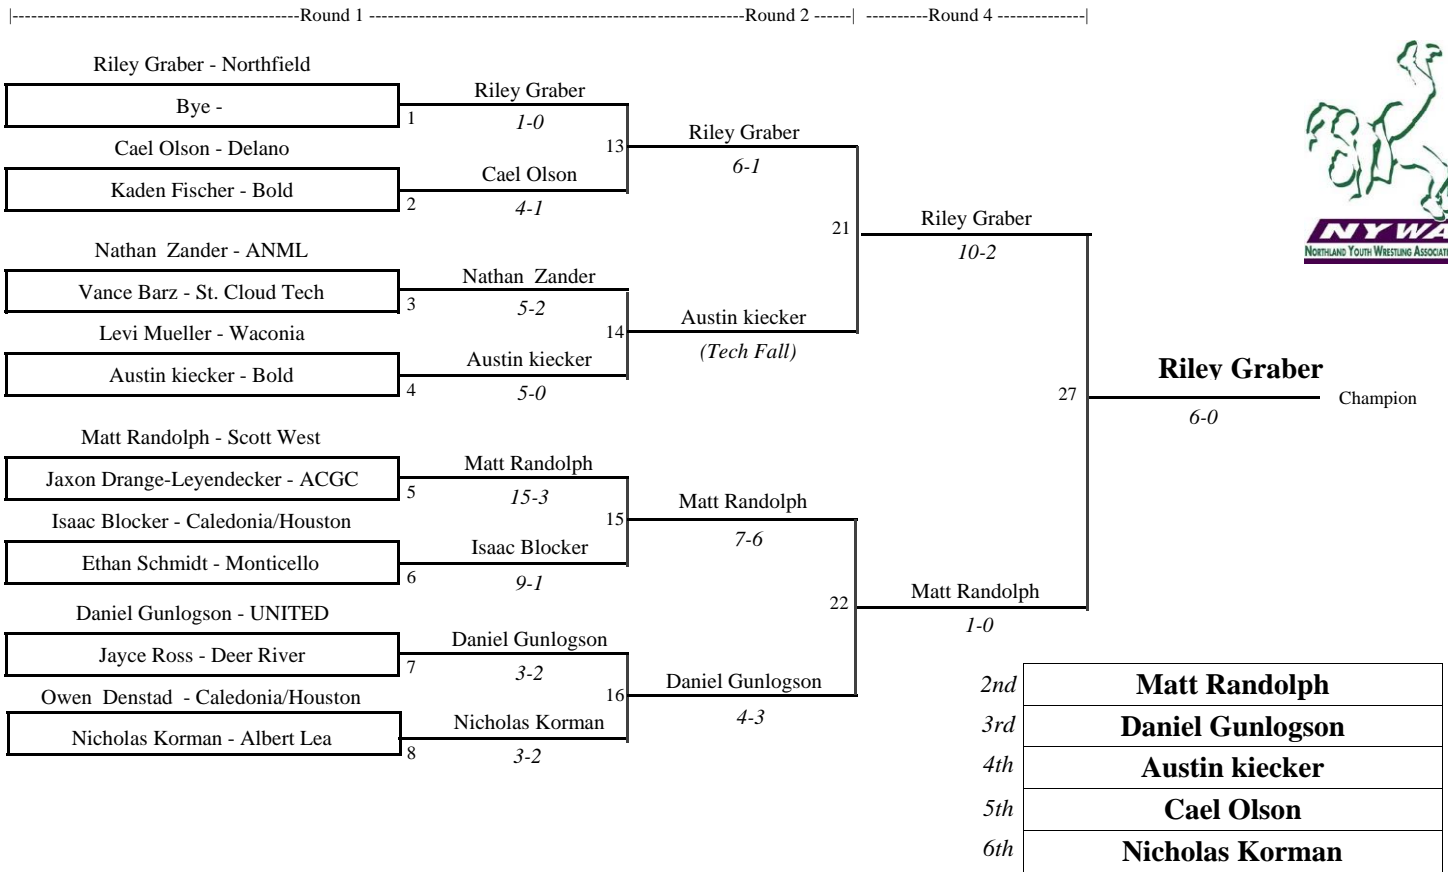 |-----------------------------------------Round 1 -----------------------------------------------------Round 2 ------| ----------Round 4 --------------|
Riley Graber - Northfield
Bye -
1
Cael Olson - Delano
Kaden Fischer - Bold
2
Nathan  Zander - ANML
Vance Barz - St. Cloud Tech
3
Levi Mueller - Waconia
Austin kiecker - Bold
4
Matt Randolph - Scott West
Jaxon Drange-Leyendecker - ACGC
5
Isaac Blocker - Caledonia/Houston
Ethan Schmidt - Monticello
6
Daniel Gunlogson - UNITED
Jayce Ross - Deer River
7
Owen  Denstad  - Caledonia/Houston
Nicholas Korman - Albert Lea
8
Riley Graber
1-0
13
Cael Olson
4-1
Nathan  Zander
5-2
14
Austin kiecker
5-0
Matt Randolph
15-3
15
Isaac Blocker
9-1
Daniel Gunlogson
3-2
16
Nicholas Korman
3-2
Riley Graber
6-1
21
Austin kiecker
(Tech Fall)
Matt Randolph
7-6
22
Daniel Gunlogson
4-3
Riley Graber
10-2
27
Matt Randolph
1-0
Riley Graber
6-0
Champion
NYWA
NORTHLAND YOUTH WRESTLING
2nd Matt Randolph
3rd Daniel Gunlogson
4th Austin kiecker
5th Cael Olson
6th Nicholas Korman